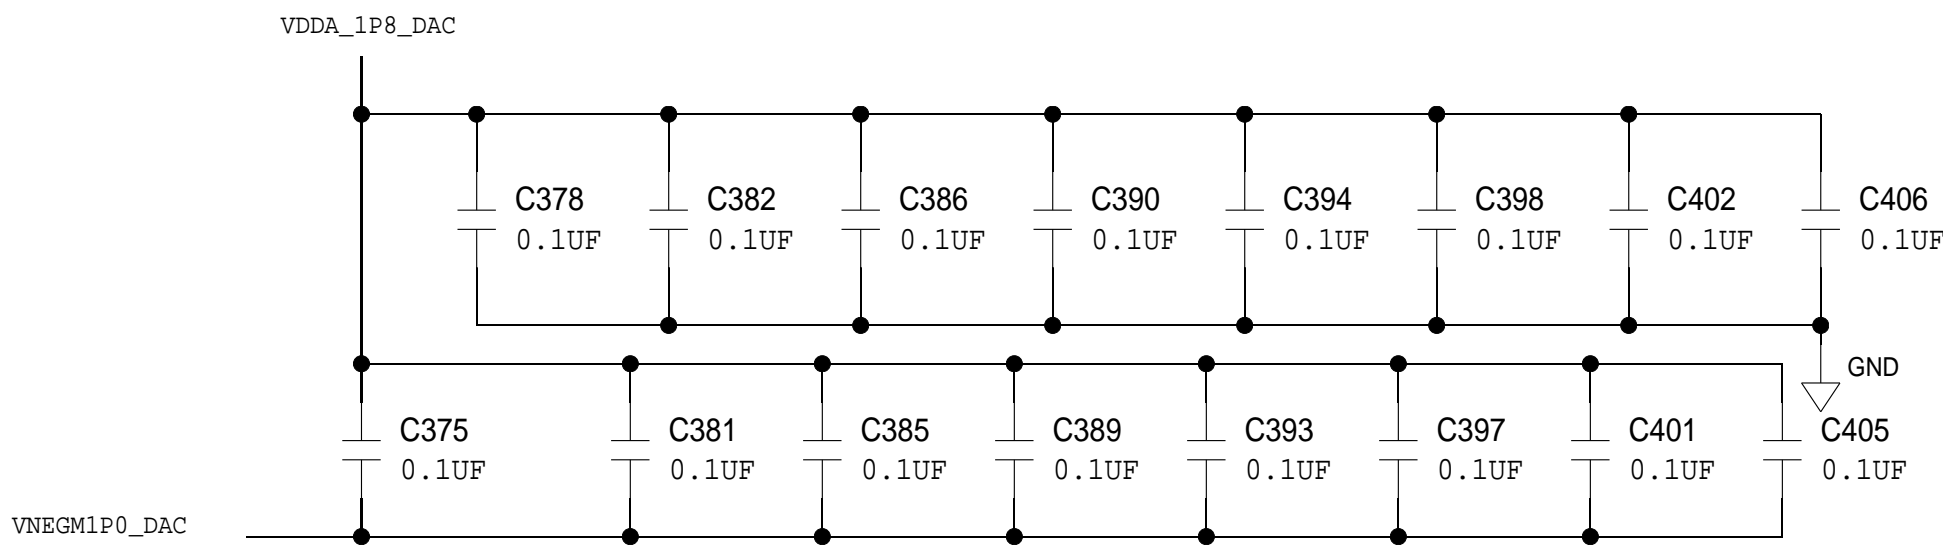 VDDA_1P8_DAC
C378 C382 C386 C390 C394 C398 C402 C406
0.1UF 0.1UF 0.1UF 0.1UF 0.1UF 0.1UF 0.1UF 0.1UF
GND
C375 C381 C385 C389 C393 C397 C401 C405
0.1UF 0.1UF 0.1UF 0.1UF 0.1UF 0.1UF 0.1UF 0.1UF
VNEGM1P0_DAC